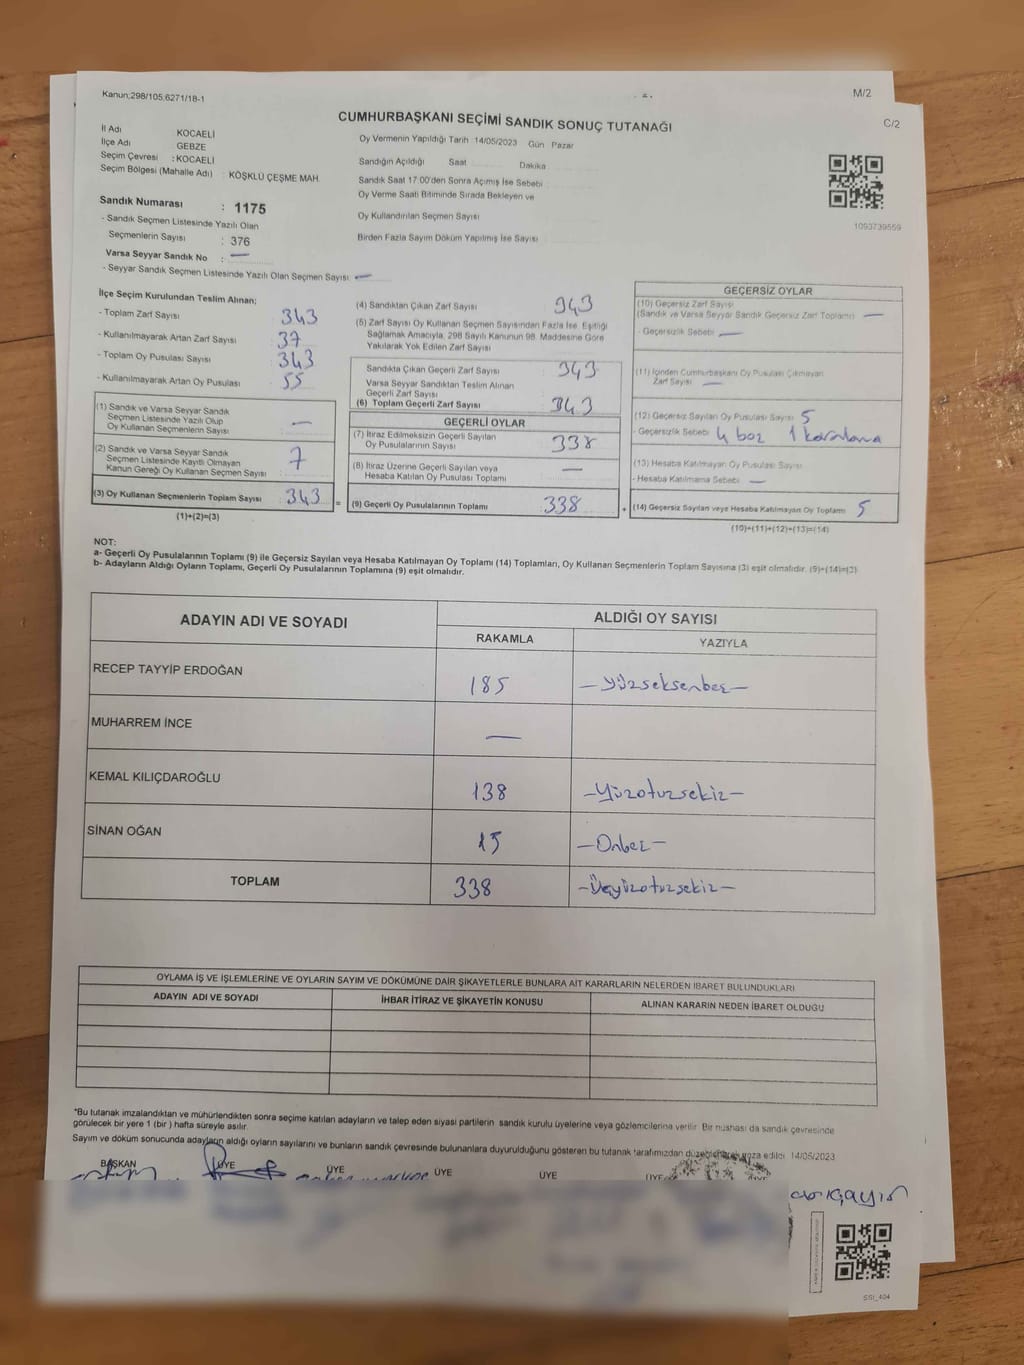 Kanun;298/105;6271/18-1
M/2
C/2
CUMHURBAŞKANI SEÇİMİ SANDIK SONUÇ TUTANAĞI
İl Adı KOCAELİ
İlçe Adı GEBZE
Seçim Çevresi : KOCAELİ
Seçim Bölgesi (Mahalle Adı) : KÖŞKLÜ ÇEŞME MAH.
Sandık Numarası : 1175
- Sandık Seçmen Listesinde Yazılı Olan
Seçmenlerin Sayısı : 376
Varsa Seyyar Sandık No : —
- Seyyar Sandık Seçmen Listesinde Yazılı Olan Seçmen Sayısı: —
Oy Vermenin Yapıldığı Tarih 14/05/2023 Gün Pazar
Sandığın Açıldığı Saat Dakika
Sandık Saat 17:00'den Sonra Açımış İse Sebebi
Oy Verme Saati Bitiminde Sırada Bekleyen ve
Oy Kullandırılan Seçmen Sayısı
Birden Fazla Sayım Döküm Yapılmış İse Sayısı
1093739559
İlçe Seçim Kurulundan Teslim Alınan;
- Toplam Zarf Sayısı 343
- Kullanılmayarak Artan Zarf Sayısı 37
- Toplam Oy Pusulası Sayısı 343
- Kullanılmayarak Artan Oy Pusulası 55
(1) Sandık ve Varsa Seyyar Sandık
Seçmen Listesinde Yazılı Olup
Oy Kullanan Seçmenlerin Sayısı —
(2) Sandık ve Varsa Seyyar Sandık
Seçmen Listesinde Kayıtlı Olmayan
Kanun Gereği Oy Kullanan Seçmen Sayısı 7
(3) Oy Kullanan Seçmenlerin Toplam Sayısı 343 =
(1)+(2)=(3)
(4) Sandıktan Çıkan Zarf Sayısı 343
(5) Zarf Sayısı Oy Kullanan Seçmen Sayısından Fazla İse, Eşitliği
Sağlamak Amacıyla, 298 Sayılı Kanunun 98. Maddesine Göre
Yakılarak Yok Edilen Zarf Sayısı
Sandıkta Çıkan Geçerli Zarf Sayısı 343
Varsa Seyyar Sandıktan Teslim Alınan
Geçerli Zarf Sayısı
(6) Toplam Geçerli Zarf Sayısı 343
GEÇERLİ OYLAR
(7) İtiraz Edilmeksizin Geçerli Sayılan
Oy Pusulalarının Sayısı 338
(8) İtiraz Üzerine Geçerli Sayılan veya
Hesaba Katılan Oy Pusulası Toplamı —
(9) Geçerli Oy Pusulalarının Toplamı 338 +
GEÇERSİZ OYLAR
(10) Geçersiz Zarf Sayısı
(Sandık ve Varsa Seyyar Sandık Geçersiz Zarf Toplamı) —
- Geçersizlik Sebebi —
(11) İçinden Cumhurbaşkanı Oy Pusulası Çıkmayan
Zarf Sayısı —
(12) Geçersiz Sayılan Oy Pusulası Sayısı 5
- Geçersizlik Sebebi 4 boz 1 karalama
(13) Hesaba Katılmayan Oy Pusulası Sayısı
- Hesaba Katılmama Sebebi —
(14) Geçersiz Sayılan veya Hesaba Katılmayan Oy Toplamı 5
(10)+(11)+(12)+(13)=(14)
NOT:
a- Geçerli Oy Pusulalarının Toplamı (9) ile Geçersiz Sayılan veya Hesaba Katılmayan Oy Toplamı (14) Toplamları, Oy Kullanan Seçmenlerin Toplam Sayısına (3) eşit olmalıdır. (9)+(14)=(3)
b- Adayların Aldığı Oyların Toplamı, Geçerli Oy Pusulalarının Toplamına (9) eşit olmalıdır.
ADAYIN ADI VE SOYADI ALDIĞI OY SAYISI
RAKAMLA YAZIYLA
RECEP TAYYİP ERDOĞAN 185 —Yüzseksenbeş—
MUHARREM İNCE —
KEMAL KILIÇDAROĞLU 138 —Yüzotuzsekiz—
SİNAN OĞAN 15 —Onbeş—
TOPLAM 338 —Üçyüzotuzsekiz—
OYLAMA İŞ VE İŞLEMLERİNE VE OYLARIN SAYIM VE DÖKÜMÜNE DAİR ŞİKAYETLERLE BUNLARA AİT KARARLARIN NELERDEN İBARET BULUNDUKLARI
ADAYIN ADI VE SOYADI İHBAR İTİRAZ VE ŞİKAYETİN KONUSU ALINAN KARARIN NEDEN İBARET OLDUĞU
*Bu tutanak imzalandıktan ve mühürlendikten sonra seçime katılan adayların ve talep eden siyasi partilerin sandık kurulu üyelerine veya gözlemcilerine verilir. Bir nüshası da sandık çevresinde
görülecek bir yere 1 (bir) hafta süreyle asılır.
Sayım ve döküm sonucunda adayların aldığı oyların sayılarını ve bunların sandık çevresinde bulunanlara duyurulduğunu gösteren bu tutanak tarafımızdan düzenlenerek imza edildi 14/05/2023
BAŞKAN ÜYE ÜYE ÜYE ÜYE ÜYE ÜYE
SSI_404